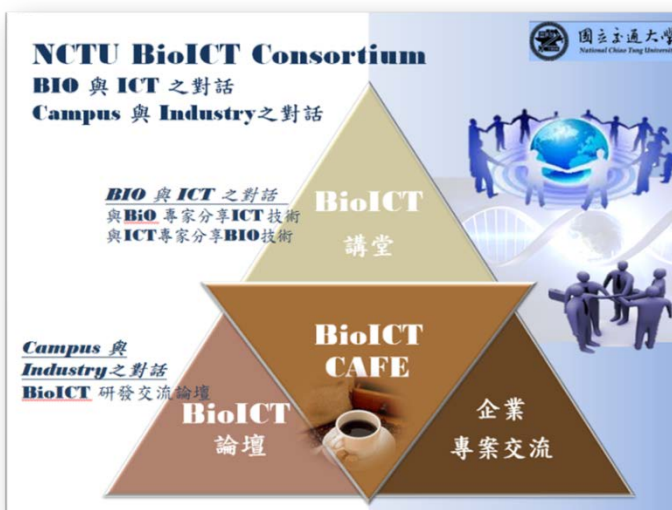 NCTU BioICT Consortium
BIO 與 ICT 之對話
Campus 與 Industry之對話
國立交通大學
National Chiao Tung University
BIO 與 ICT 之對話
與BiO 專家分享ICT技術
與ICT專家分享BIO技術
BioICT
講堂
Campus 與
Industry之對話
BioICT 研發交流論壇
BioICT
CAFE
BioICT
論壇
企業
專案交流